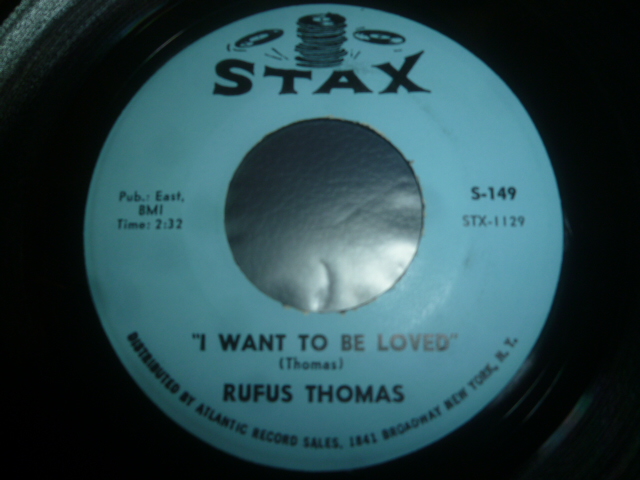 STAX
Pub.: East,
BMI
Time: 2:32
S-149
STX-1129
"I WANT TO BE LOVED"
(Thomas)
RUFUS THOMAS
DISTRIBUTED BY ATLANTIC RECORD SALES, 1841 BROADWAY NEW YORK, N. Y.